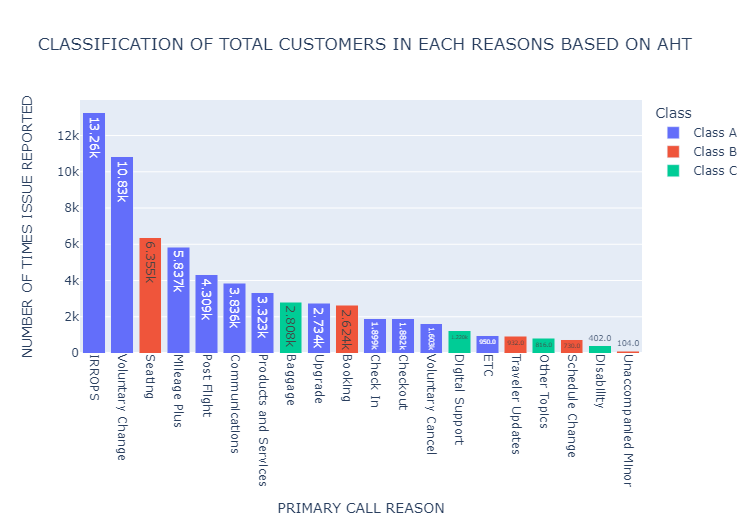 CLASSIFICATION OF TOTAL CUSTOMERS IN EACH REASONS BASED ON AHT
NUMBER OF TIMES ISSUE REPORTED
12k
10k
8k
6k
4k
2k
0
13.26k
10.83k
6.355k
5.837k
4.309k
3.836k
3.323k
2.808k
2.734k
2.624k
1.899k
1.882k
1.603k
950.0
402.0
104.0
IRROPS
Voluntary Change
Seating
Mileage Plus
Post Flight
Communications
Products and Services
Baggage
Upgrade
Booking
Check In
Checkout
Voluntary Cancel
Digital Support
ETC
Traveler Updates
Other Topics
Schedule Change
Disability
Unaccompanied Minor
PRIMARY CALL REASON
Class
Class A
Class B
Class C